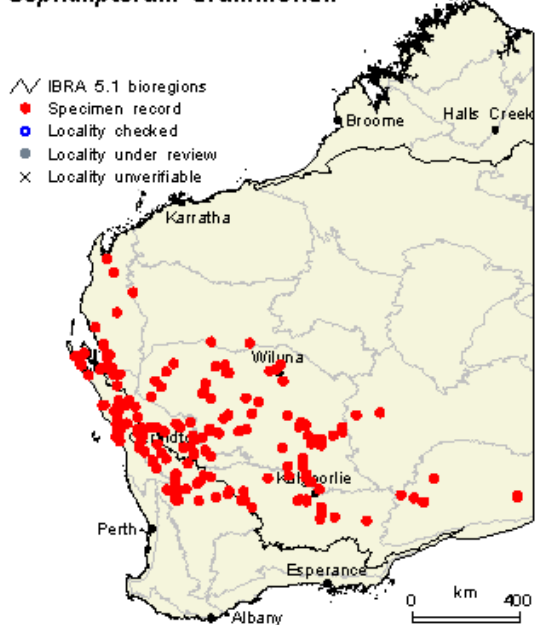 IBRA 5.1 bioregions
Specimen record
Locality checked
Locality under review
Locality unverifiable
Broome
Halls Creek
Karratha
Wiluna
Perth
Esperance
Albany
km
0 400